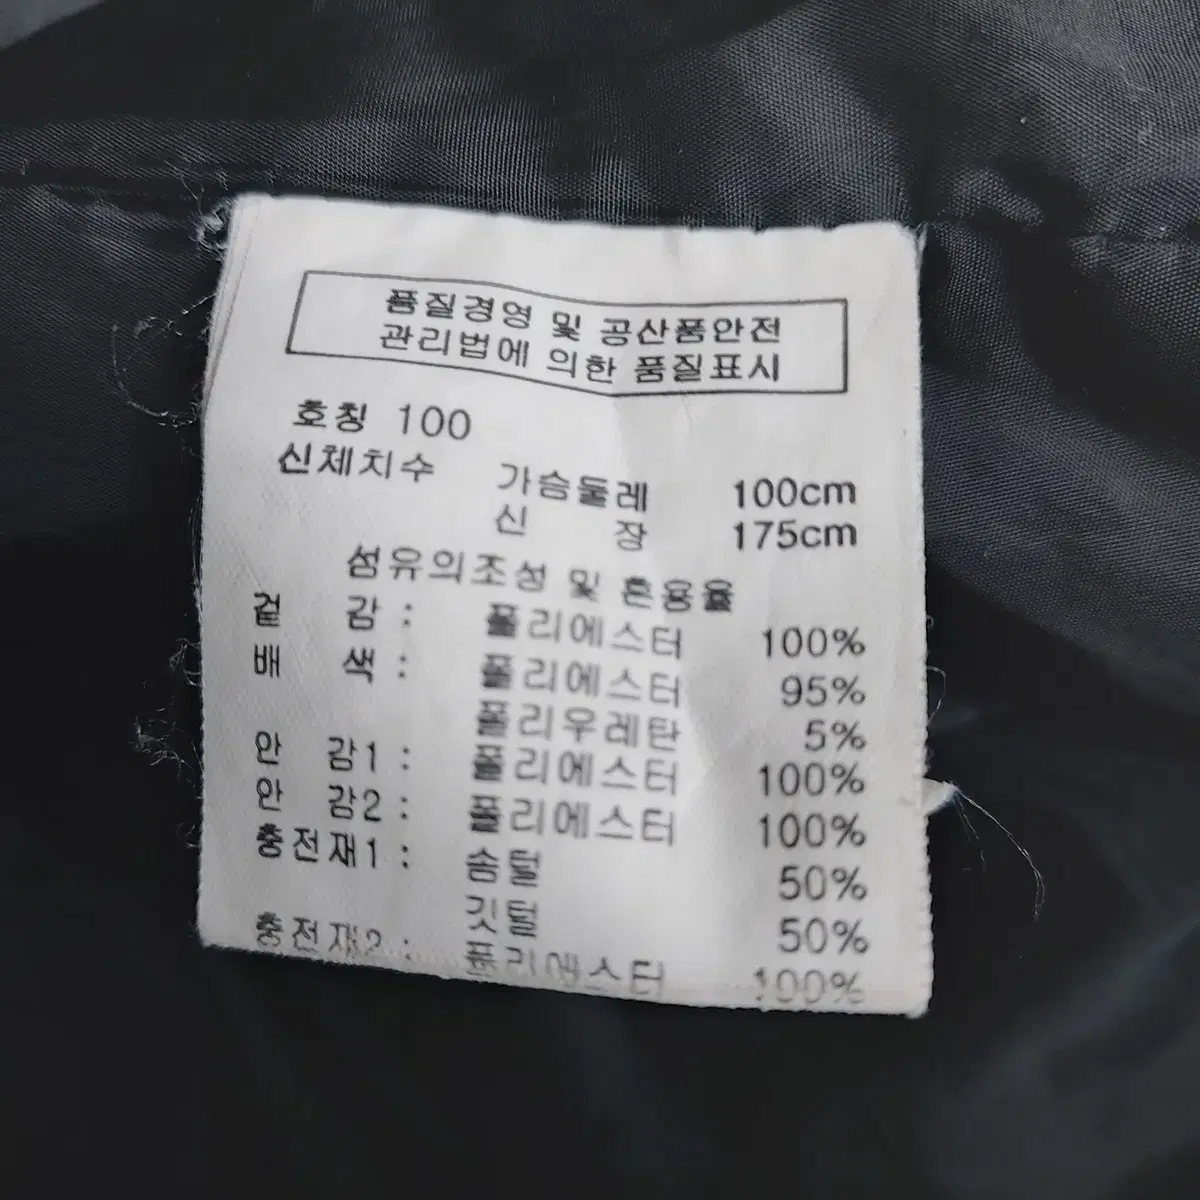 품질경영 및 공산품안전
관리법에 의한 품질표시
호칭 100
신체치수 가슴둘레 100cm
신 장 175cm
섬유의조성 및 혼용율
겉 감 : 폴리에스터 100%
배 색 : 폴리에스터 95%
폴리우레탄 5%
안 감1 : 폴리에스터 100%
안 감2 : 폴리에스터 100%
충전재1 : 솜털 50%
깃털 50%
충전재2 : 폴리에스터 100%